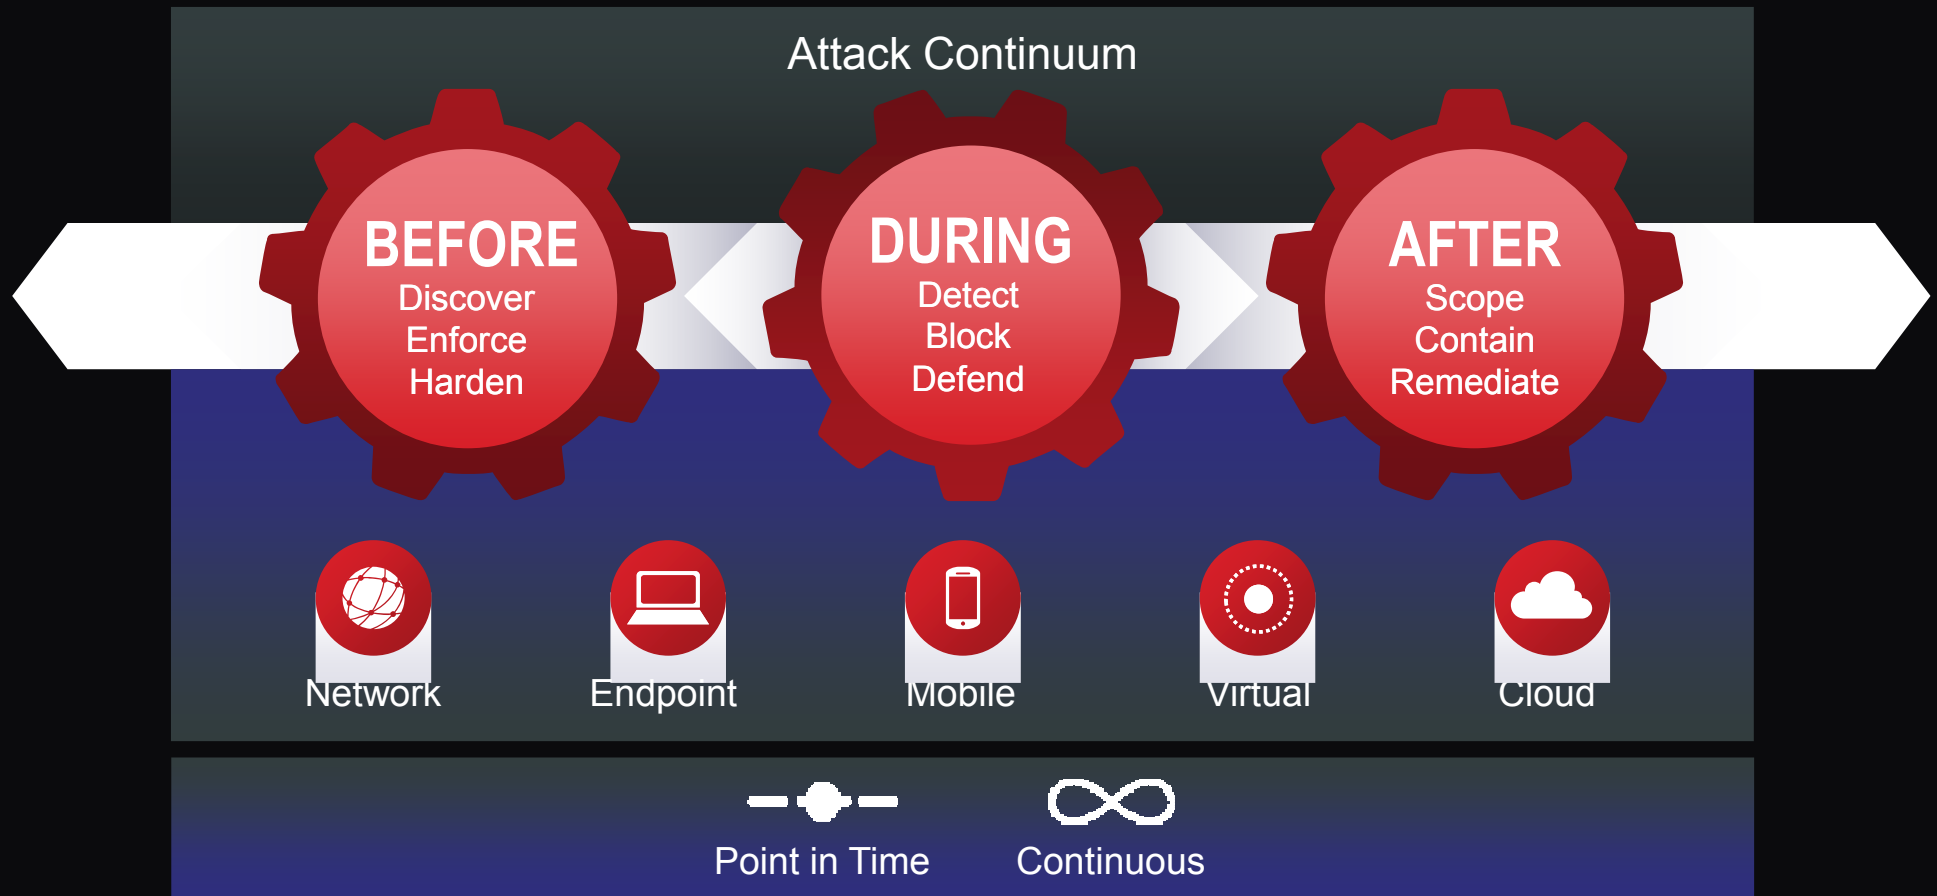 Attack Continuum
BEFORE
Discover
Enforce
Harden
DURING
Detect
Block
Defend
AFTER
Scope
Contain
Remediate
Network
Endpoint
Mobile
Virtual
Cloud
Point in Time
Continuous